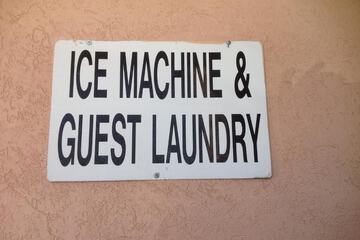 ICE MACHINE &
GUEST LAUNDRY